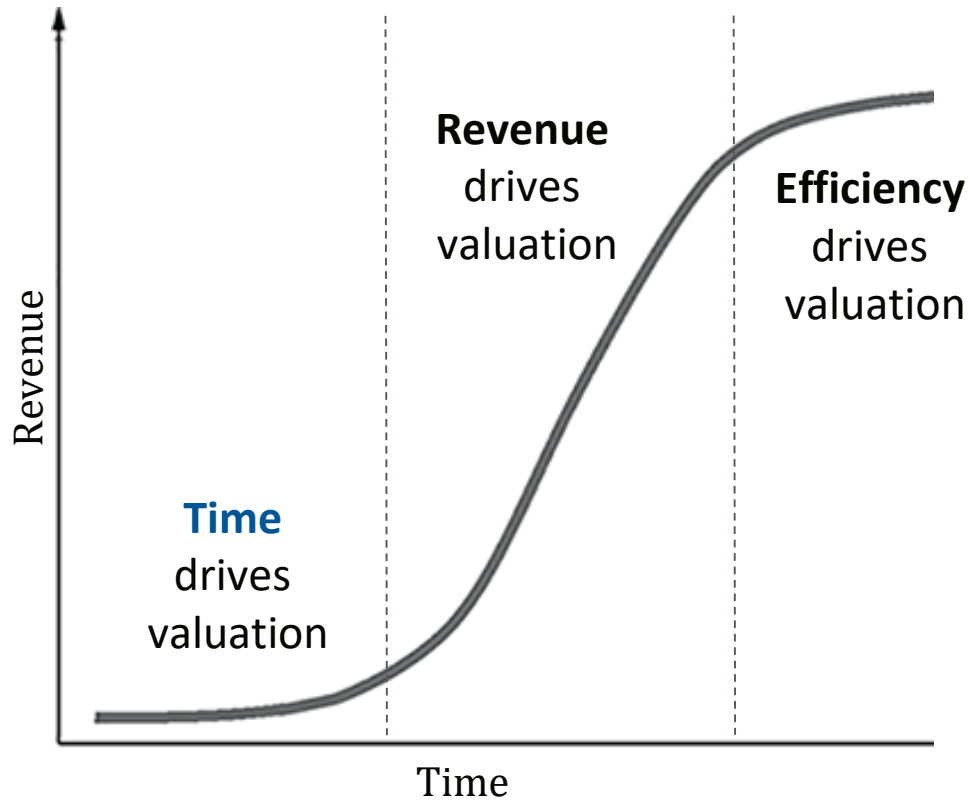 Revenue
drives
valuation
Efficiency
drives
valuation
Revenue
Time
drives
valuation
Time